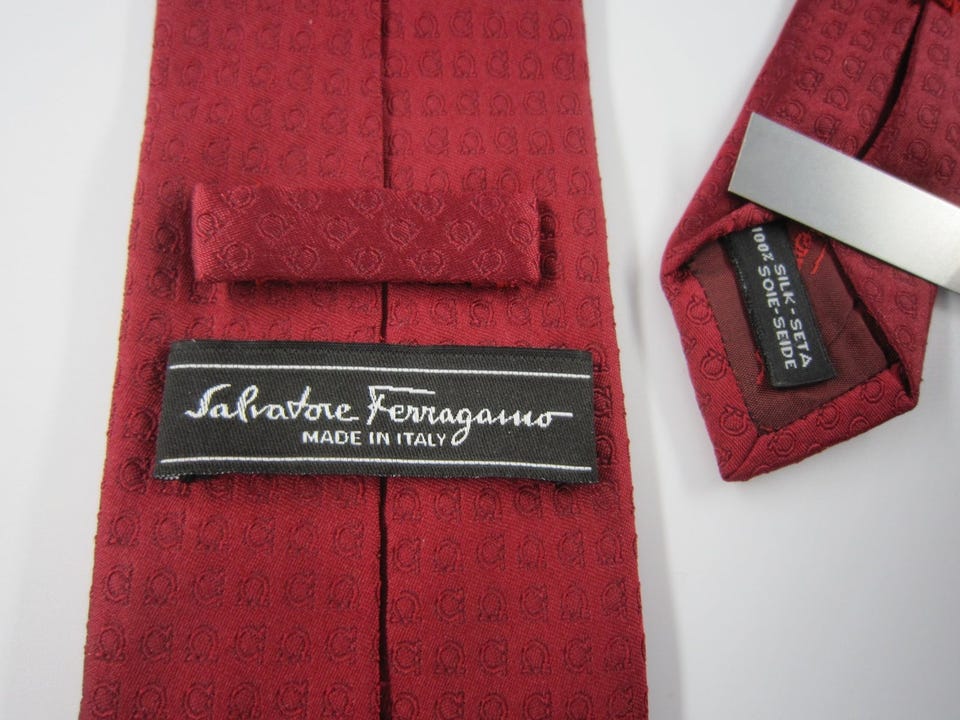 Salvatore Ferragamo
MADE IN ITALY
100% SILK - SETA
SOIE-SEIDE